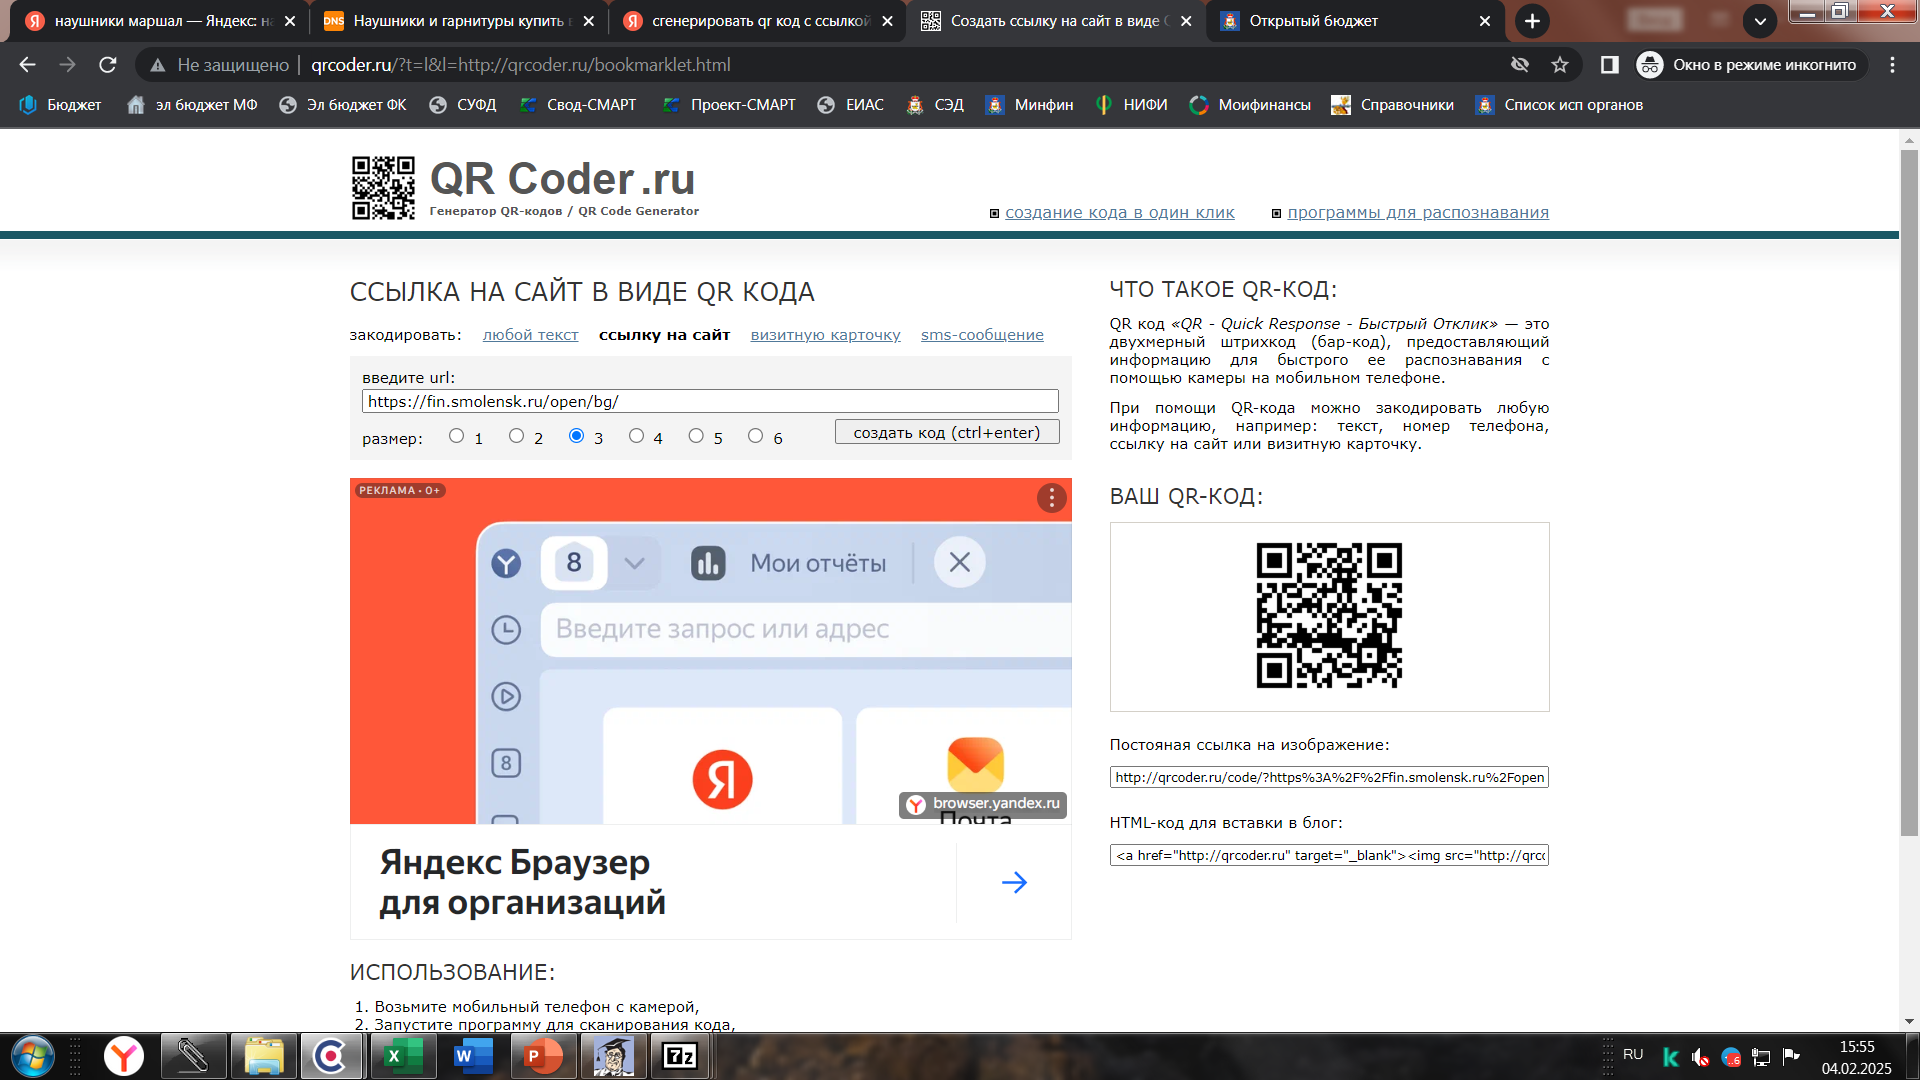 наушники маршал — Яндекс: на
Наушники и гарнитуры купить в
сгенерировать qr код с ссылкой
Создать ссылку на сайт в виде Q
Открытый бюджет
Не защищено | qrcoder.ru/?t=l&l=http://qrcoder.ru/bookmarklet.html
Окно в режиме инкогнито
Бюджет
эл бюджет МФ
Эл бюджет ФК
СУФД
Свод-СМАРТ
Проект-СМАРТ
ЕИАС
СЭД
Минфин
НИФИ
Моифинансы
Справочники
Список исп органов
QR Coder.ru
Генератор QR-кодов / QR Code Generator
создание кода в один клик
программы для распознавания
ССЫЛКА НА САЙТ В ВИДЕ QR КОДА
закодировать: любой текст ссылку на сайт визитную карточку sms-сообщение
введите url:
https://fin.smolensk.ru/open/bg/
размер: 1 2 3 4 5 6
создать код (ctrl+enter)
РЕКЛАМА • 0+
8
Мои отчёты
Введите запрос или адрес
8
Я
browser.yandex.ru
Почта
Яндекс Браузер
для организаций
ИСПОЛЬЗОВАНИЕ:
1. Возьмите мобильный телефон с камерой,
2. Запустите программу для сканирования кода,
ЧТО ТАКОЕ QR-КОД:
QR код «QR - Quick Response - Быстрый Отклик» — это
двухмерный штрихкод (бар-код), предоставляющий
информацию для быстрого ее распознавания с
помощью камеры на мобильном телефоне.
При помощи QR-кода можно закодировать любую
информацию, например: текст, номер телефона,
ссылку на сайт или визитную карточку.
ВАШ QR-КОД:
Постояная ссылка на изображение:
http://qrcoder.ru/code/?https%3A%2F%2Ffin.smolensk.ru%2Fopen
HTML-код для вставки в блог:
<a href="http://qrcoder.ru" target="_blank"><img src="http://qrco
RU
15:55
04.02.2025